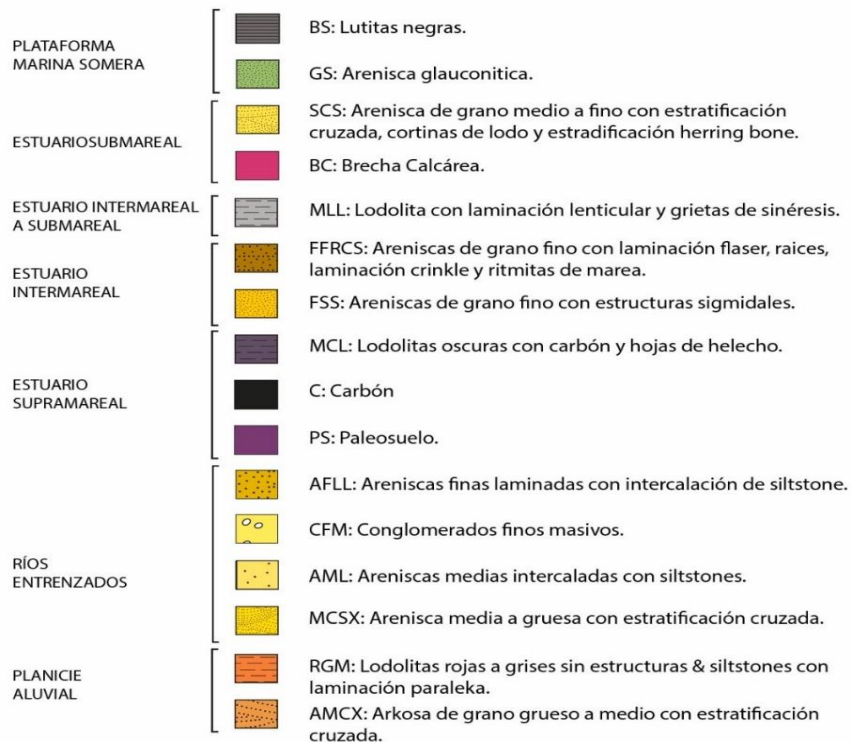 PLATAFORMA
MARINA SOMERA
BS: Lutitas negras.
GS: Arenisca glauconitica.
ESTUARIOSUBMAREAL
SCS: Arenisca de grano medio a fino con estratificación
cruzada, cortinas de lodo y estradificación herring bone.
BC: Brecha Calcárea.
ESTUARIO INTERMAREAL
A SUBMAREAL
MLL: Lodolita con laminación lenticular y grietas de sinéresis.
ESTUARIO
INTERMAREAL
FFRCS: Areniscas de grano fino con laminación flaser, raices,
laminación crinkle y ritmitas de marea.
FSS: Areniscas de grano fino con estructuras sigmidales.
ESTUARIO
SUPRAMAREAL
MCL: Lodolitas oscuras con carbón y hojas de helecho.
C: Carbón
PS: Paleosuelo.
RÍOS
ENTRENZADOS
AFLL: Areniscas finas laminadas con intercalación de siltstone.
CFM: Conglomerados finos masivos.
AML: Areniscas medias intercaladas con siltstones.
MCSX: Arenisca media a gruesa con estratificación cruzada.
PLANICIE
ALUVIAL
RGM: Lodolitas rojas a grises sin estructuras & siltstones con
laminación paraleka.
AMCX: Arkosa de grano grueso a medio con estratificación
cruzada.